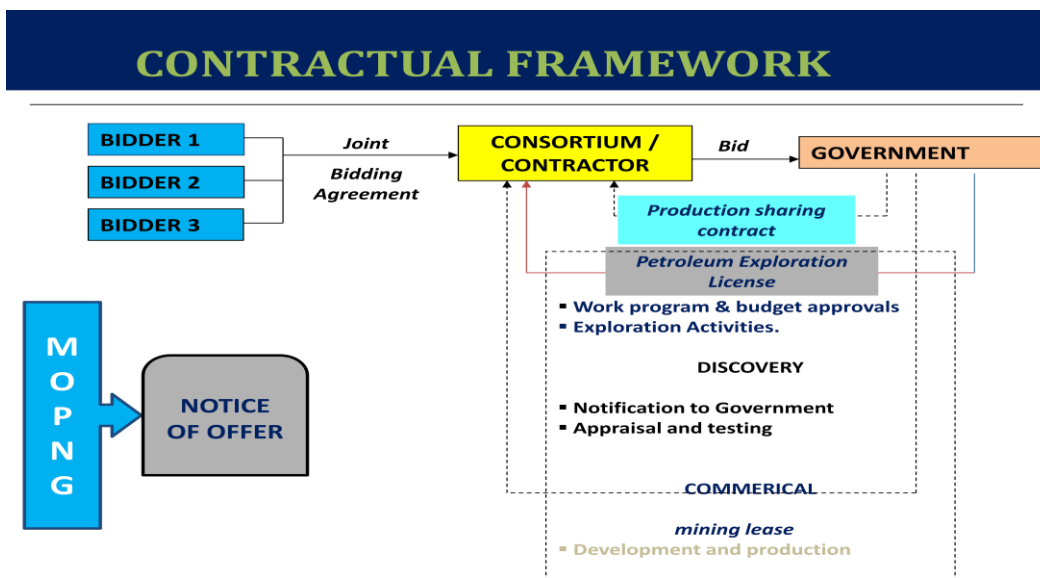 CONTRACTUAL FRAMEWORK
BIDDER 1
BIDDER 2
BIDDER 3
Joint
Bidding
Agreement
CONSORTIUM /
CONTRACTOR
Bid
GOVERNMENT
Production sharing
contract
Petroleum Exploration
License
▪ Work program & budget approvals
▪ Exploration Activities.
DISCOVERY
▪ Notification to Government
▪ Appraisal and testing
COMMERICAL
mining lease
▪ Development and production
M
O
P
N
G
NOTICE
OF OFFER